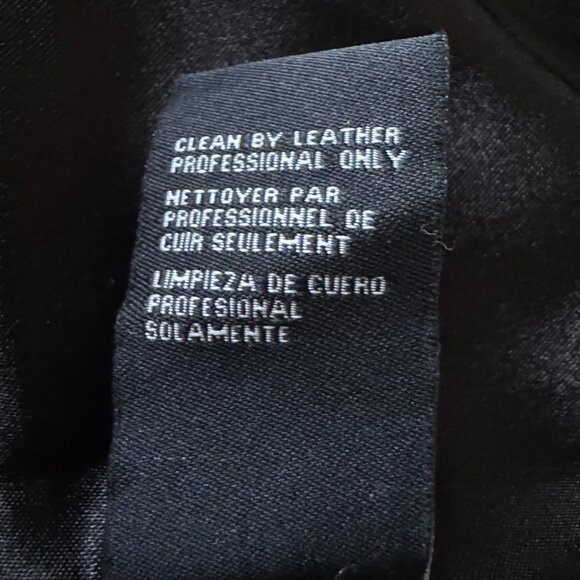 CLEAN BY LEATHER
PROFESSIONAL ONLY
NETTOYER PAR
PROFESSIONNEL DE
CUIR SEULEMENT
LIMPIEZA DE CUERO
PROFESIONAL
SOLAMENTE